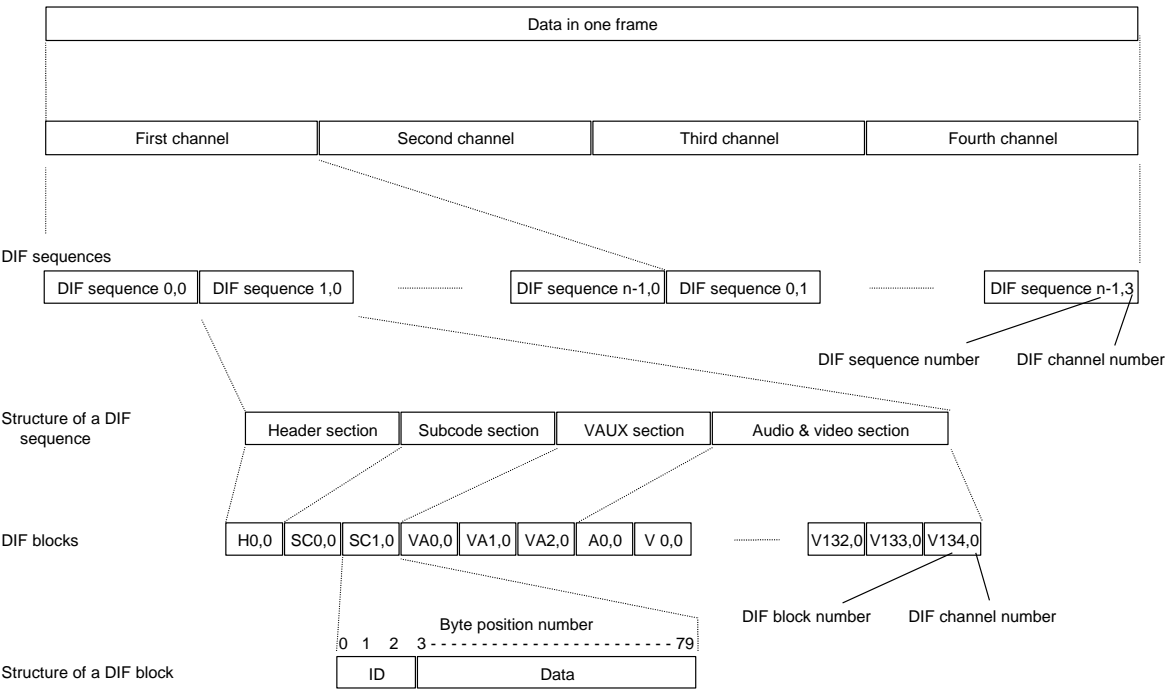 Data in one frame
First channel Second channel Third channel Fourth channel
DIF sequences
DIF sequence 0,0 DIF sequence 1,0 DIF sequence n-1,0 DIF sequence 0,1 DIF sequence n-1,3
DIF sequence number DIF channel number
Structure of a DIF
sequence
Header section Subcode section VAUX section Audio & video section
DIF blocks
H0,0 SC0,0 SC1,0 VA0,0 VA1,0 VA2,0 A0,0 V 0,0 V132,0 V133,0 V134,0
DIF block number DIF channel number
Byte position number
0 1 2 3 - - - - - - - - - - - - - - - - - - - - - - - - - - - 79
Structure of a DIF block
ID Data